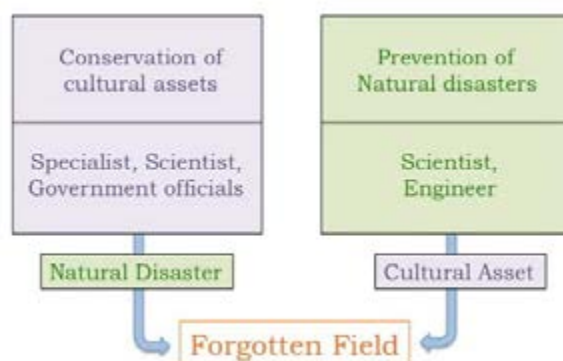 Conservation of
cultural assets
Specialist, Scientist,
Government officials
Natural Disaster
Prevention of
Natural disasters
Scientist,
Engineer
Cultural Asset
Forgotten Field